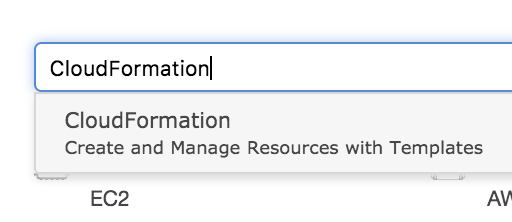 CloudFormation
CloudFormation
Create and Manage Resources with Templates
EC2